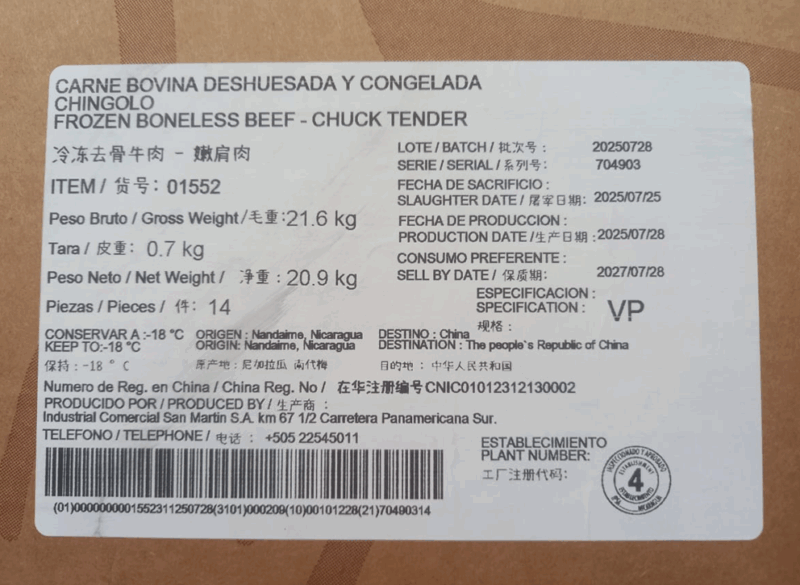 CARNE BOVINA DESHUESADA Y CONGELADA
CHINGOLO
FROZEN BONELESS BEEF - CHUCK TENDER
冷冻去骨牛肉 - 嫩肩肉
ITEM / 货号: 01552
Peso Bruto / Gross Weight / 毛重: 21.6 kg
Tara / 皮重: 0.7 kg
Peso Neto / Net Weight / 净重: 20.9 kg
Piezas / Pieces / 件: 14
LOTE / BATCH / 批次号: 20250728
SERIE / SERIAL / 系列号: 704903
FECHA DE SACRIFICIO :
SLAUGHTER DATE / 屠宰日期: 2025/07/25
FECHA DE PRODUCCION :
PRODUCTION DATE /生产日期: 2025/07/28
CONSUMO PREFERENTE :
SELL BY DATE / 保质期: 2027/07/28
ESPECIFICACION :
SPECIFICATION : VP
规格 :
CONSERVAR A :-18 °C ORIGEN : Nandaime, Nicaragua DESTINO : China
KEEP TO:-18 °C ORIGIN: Nandaime, Nicaragua DESTINATION : The people's Republic of China
保持 : -18 ° C 原产地 : 尼加拉瓜 南代梅 目的地 : 中华人民共和国
Numero de Reg. en China / China Reg. No / 在华注册编号 CNIC01012312130002
PRODUCIDO POR / PRODUCED BY / 生产商 :
Industrial Comercial San Martin S.A. km 67 1/2 Carretera Panamericana Sur.
TELEFONO / TELEPHONE / 电话 : +505 22545011
(01)0000000001552311250728(3101)000209(10)00101228(21)70490314
ESTABLECIMIENTO
PLANT NUMBER:
工厂注册代码:
INSPECCIONADO Y APROBADO
ESTABLISHMENT
4
ESTABLECIMIENTO
NICARAGUA